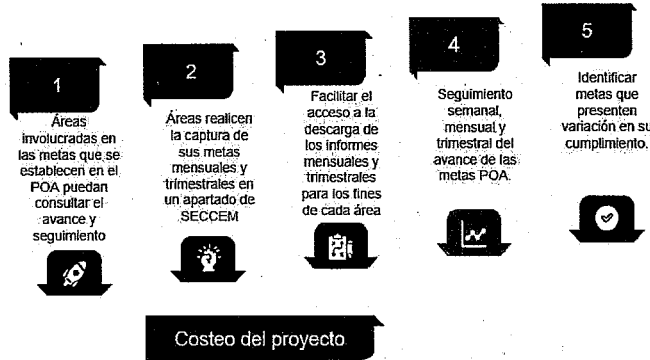 1
Áreas
involucradas en
las metas que se
establecen en el
POA puedan
consultar el
avance y
seguimiento
2
Áreas realicen
la captura de
sus metas
mensuales y
trimestrales en
un apartado de
SECCEM
3
Facilitar el
acceso a la
descarga de
los informes
mensuales y
trimestrales
para los fines
de cada área
4
Seguimiento
semanal,
mensual y
trimestral del
avance de las
metas POA.
5
Identificar
metas que
presenten
variación en su
cumplimiento.
Costeo del proyecto